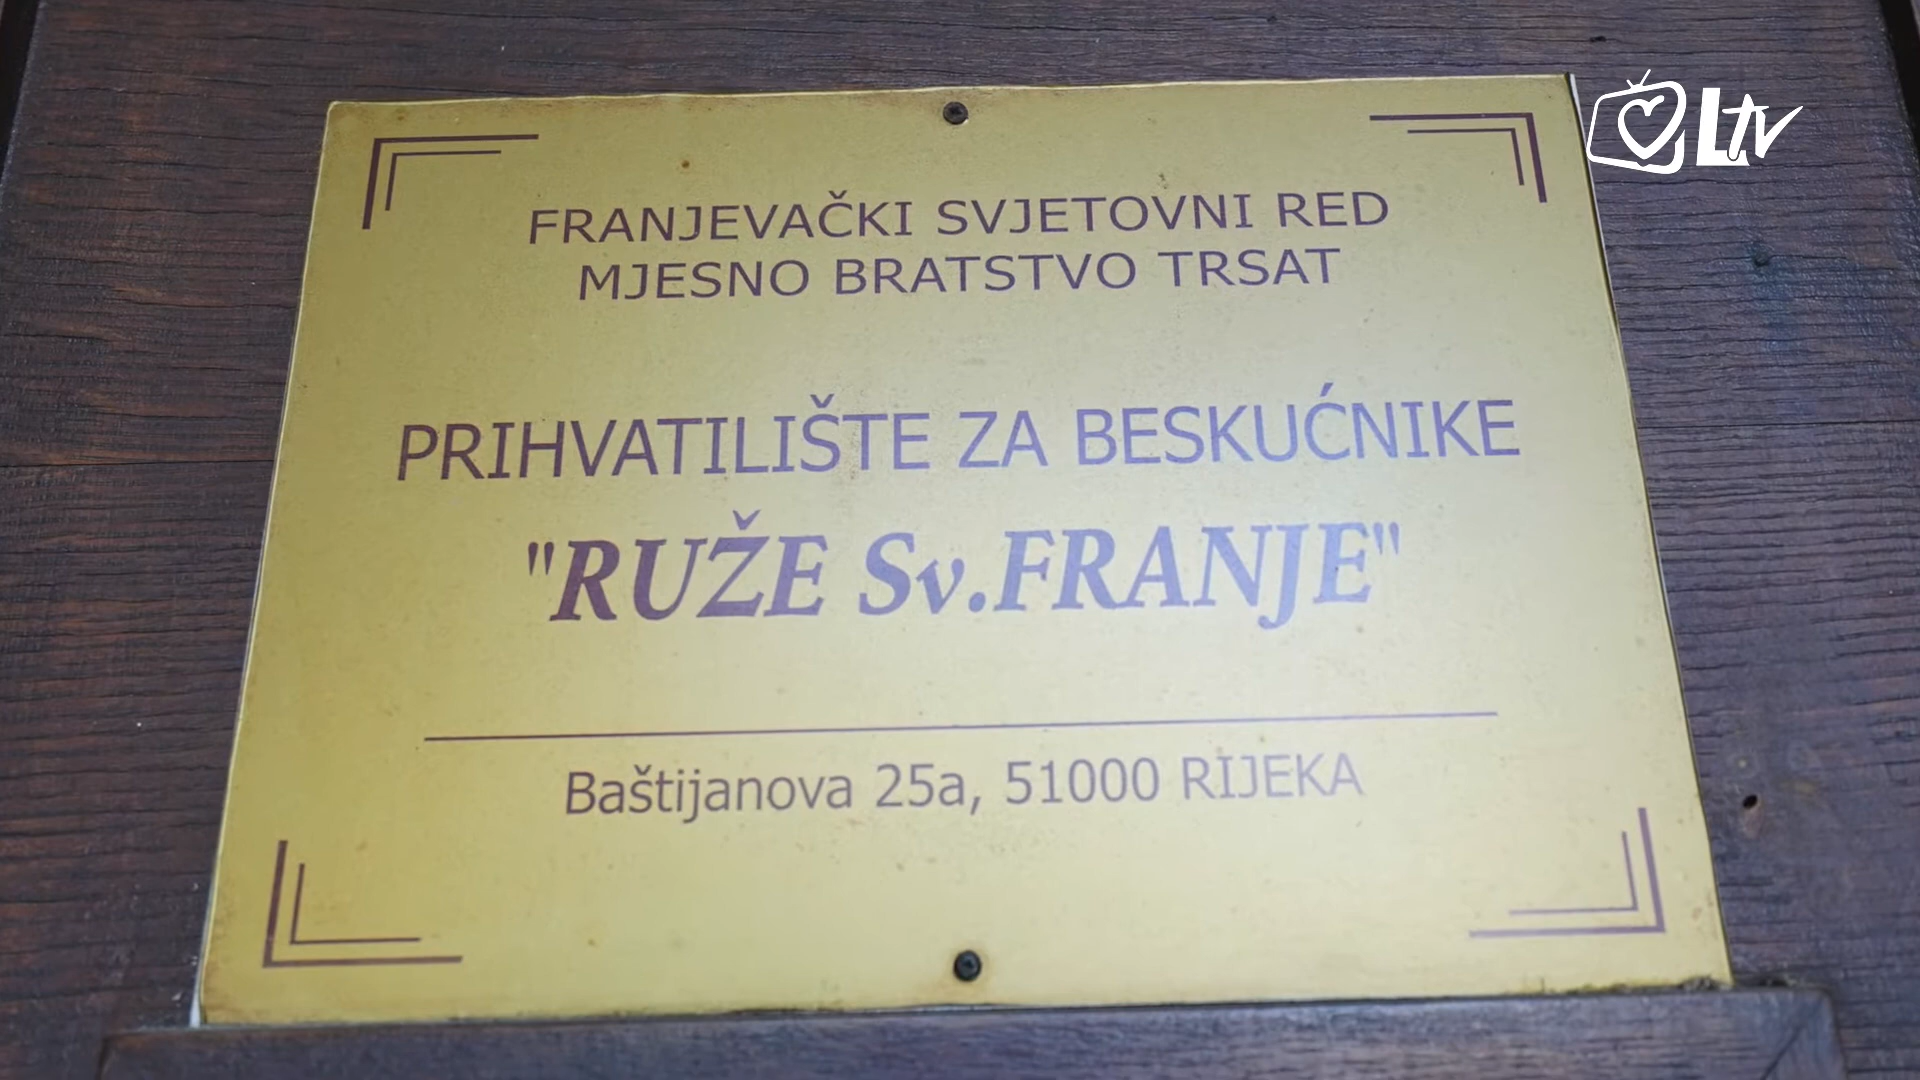 LTV
FRANJEVAČKI SVJETOVNI RED
MJESNO BRATSTVO TRSAT
PRIHVATILIŠTE ZA BESKUĆNIKE
"RUŽE Sv.FRANJE"
Baštijanova 25a, 51000 RIJEKA